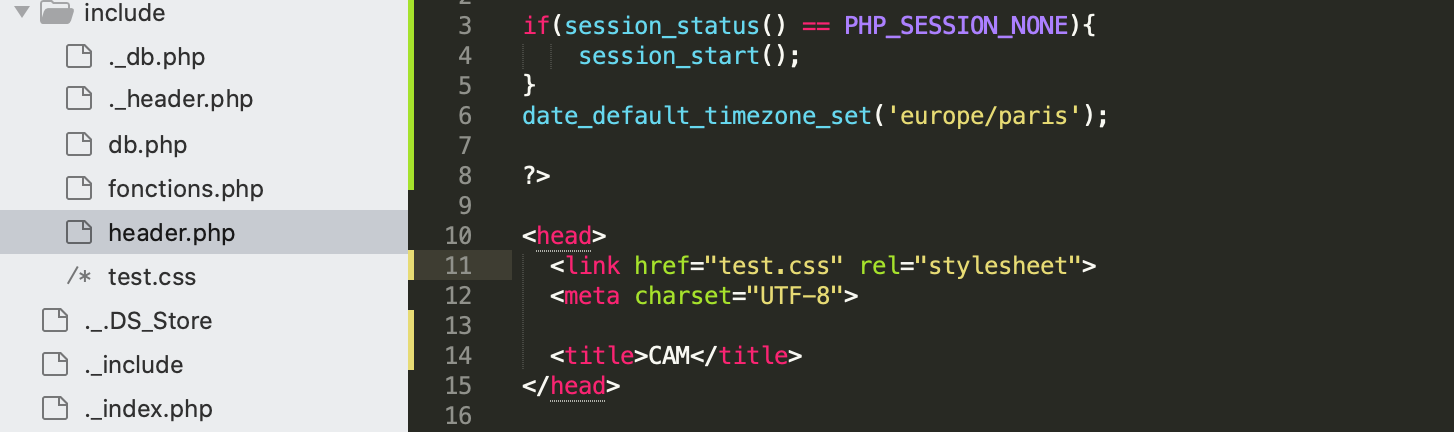 include
._db.php
._header.php
db.php
fonctions.php
header.php
/* test.css
._.DS_Store
._include
._index.php
3 if(session_status() == PHP_SESSION_NONE){
4     session_start();
5 }
6 date_default_timezone_set('europe/paris');
7
8 ?>
9
10 <head>
11   <link href="test.css" rel="stylesheet">
12   <meta charset="UTF-8">
13
14   <title>CAM</title>
15 </head>
16